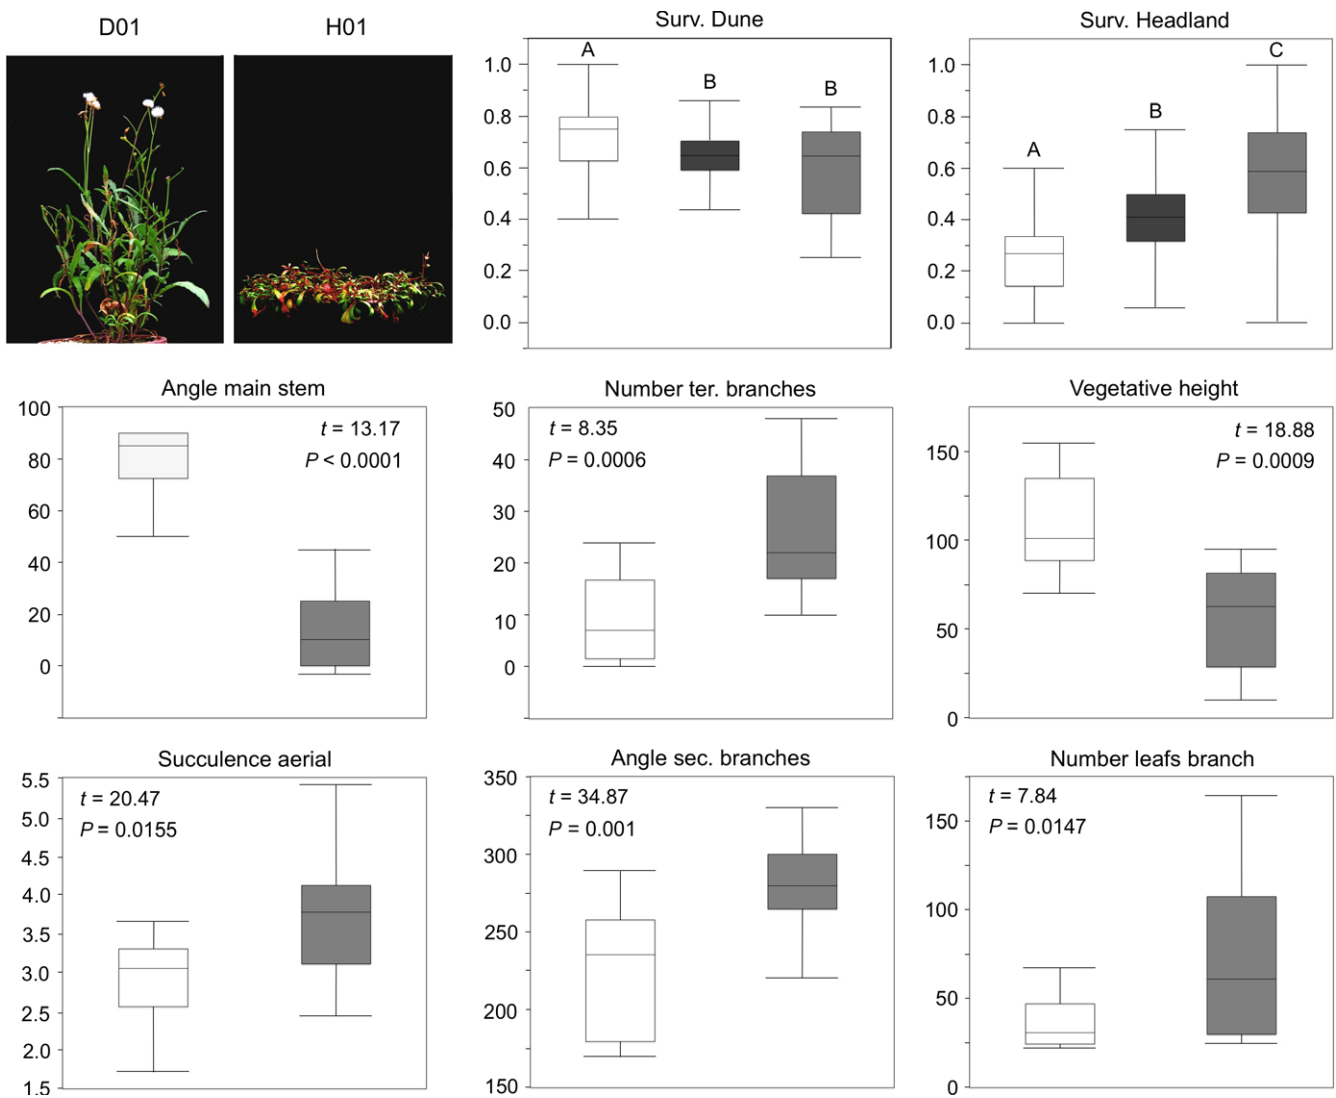 D01
H01
Surv. Dune
A
B
B
1.0
0.8
0.6
0.4
0.2
0.0
Surv. Headland
A
B
C
1.0
0.8
0.6
0.4
0.2
0.0
Angle main stem
t = 13.17
P < 0.0001
100
80
60
40
20
0
Number ter. branches
t = 8.35
P = 0.0006
50
40
30
20
10
0
Vegetative height
t = 18.88
P = 0.0009
150
100
50
0
Succulence aerial
t = 20.47
P = 0.0155
5.5
5.0
4.5
4.0
3.5
3.0
2.5
2.0
1.5
Angle sec. branches
t = 34.87
P = 0.001
350
300
250
200
150
Number leafs branch
t = 7.84
P = 0.0147
150
100
50
0